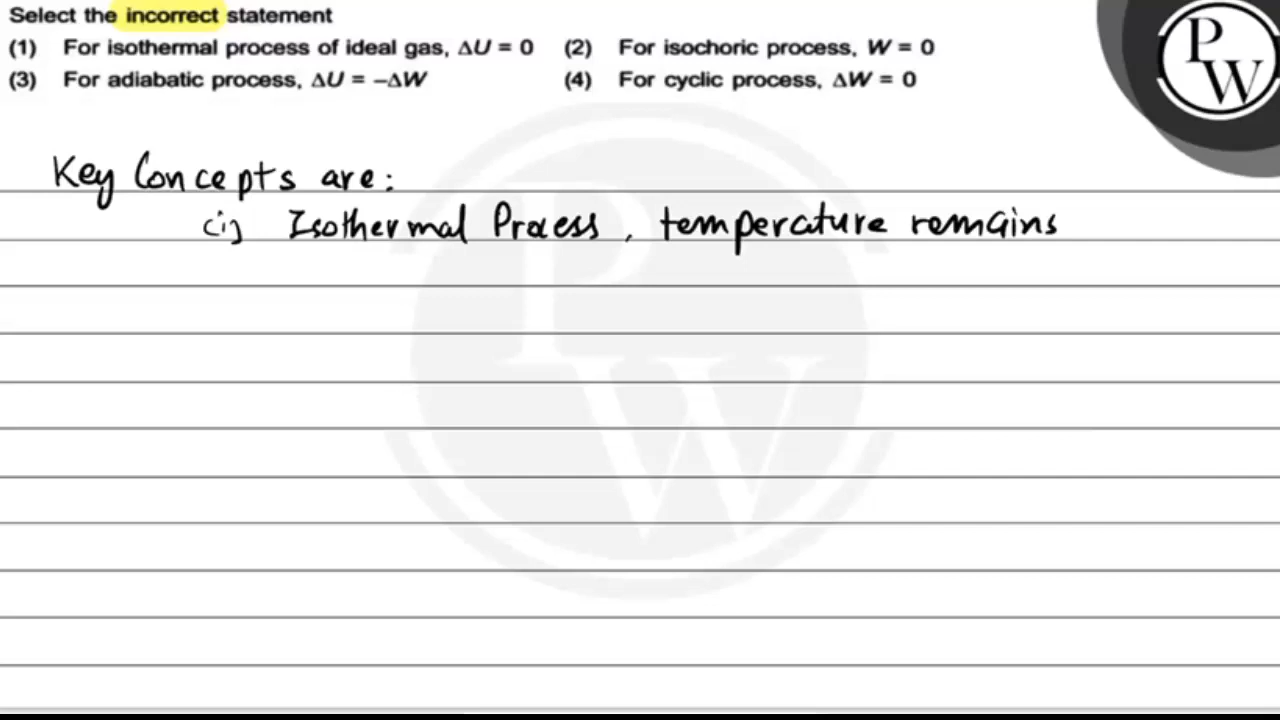 Select the incorrect statement
(1) For isothermal process of ideal gas, ΔU = 0 (2) For isochoric process, W = 0
(3) For adiabatic process, ΔU = –ΔW (4) For cyclic process, ΔW = 0
P
W
Key Concepts are:
(i) Isothermal Process, temperature remains
P
W